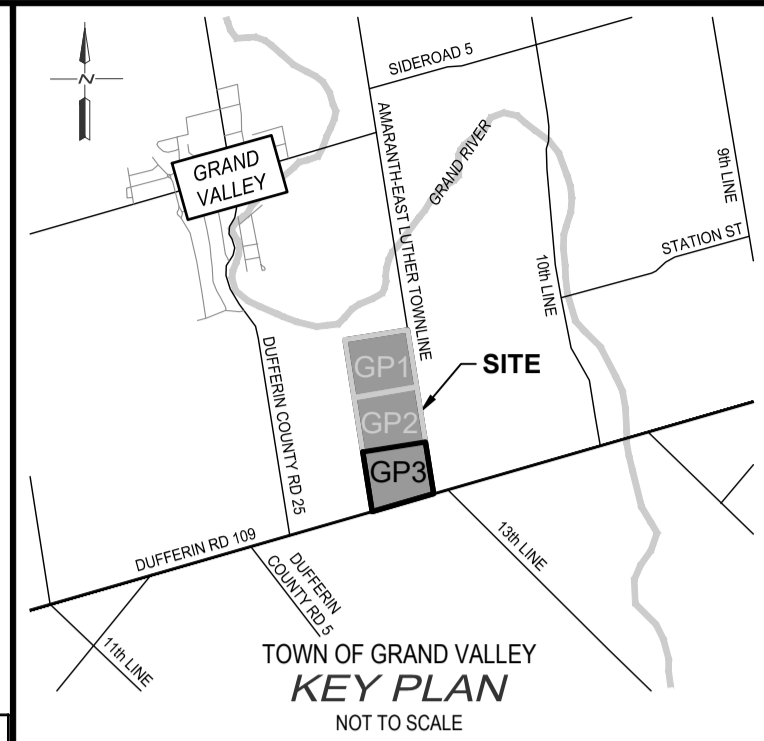 N
SIDEROAD 5
GRAND
VALLEY
AMARANTH-EAST LUTHER TOWNLINE
GRAND RIVER
9th LINE
STATION ST
10th LINE
DUFFERIN COUNTY RD 25
GP1
SITE
GP2
GP3
DUFFERIN RD 109
DUFFERIN
COUNTY RD 5
13th LINE
11th LINE
TOWN OF GRAND VALLEY
KEY PLAN
NOT TO SCALE